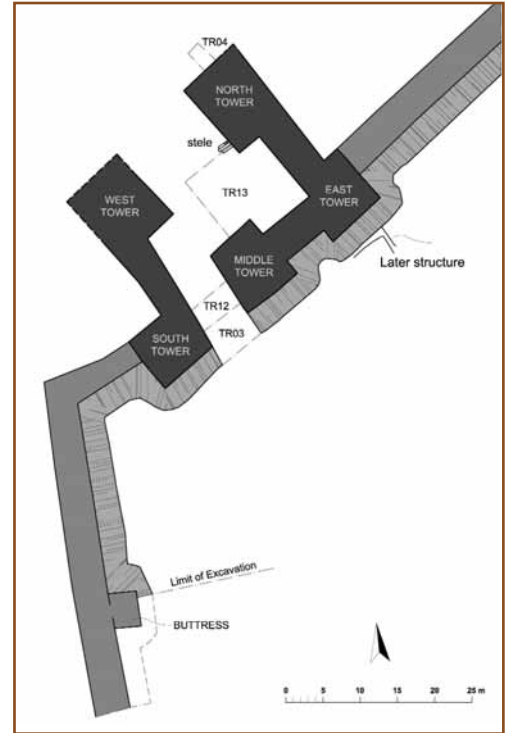 TR04
NORTH
TOWER
stele
WEST
TOWER
TR13
EAST
TOWER
MIDDLE
TOWER
Later structure
TR12
TR03
SOUTH
TOWER
Limit of Excavation
BUTTRESS
0 5 10 15 20 25 m